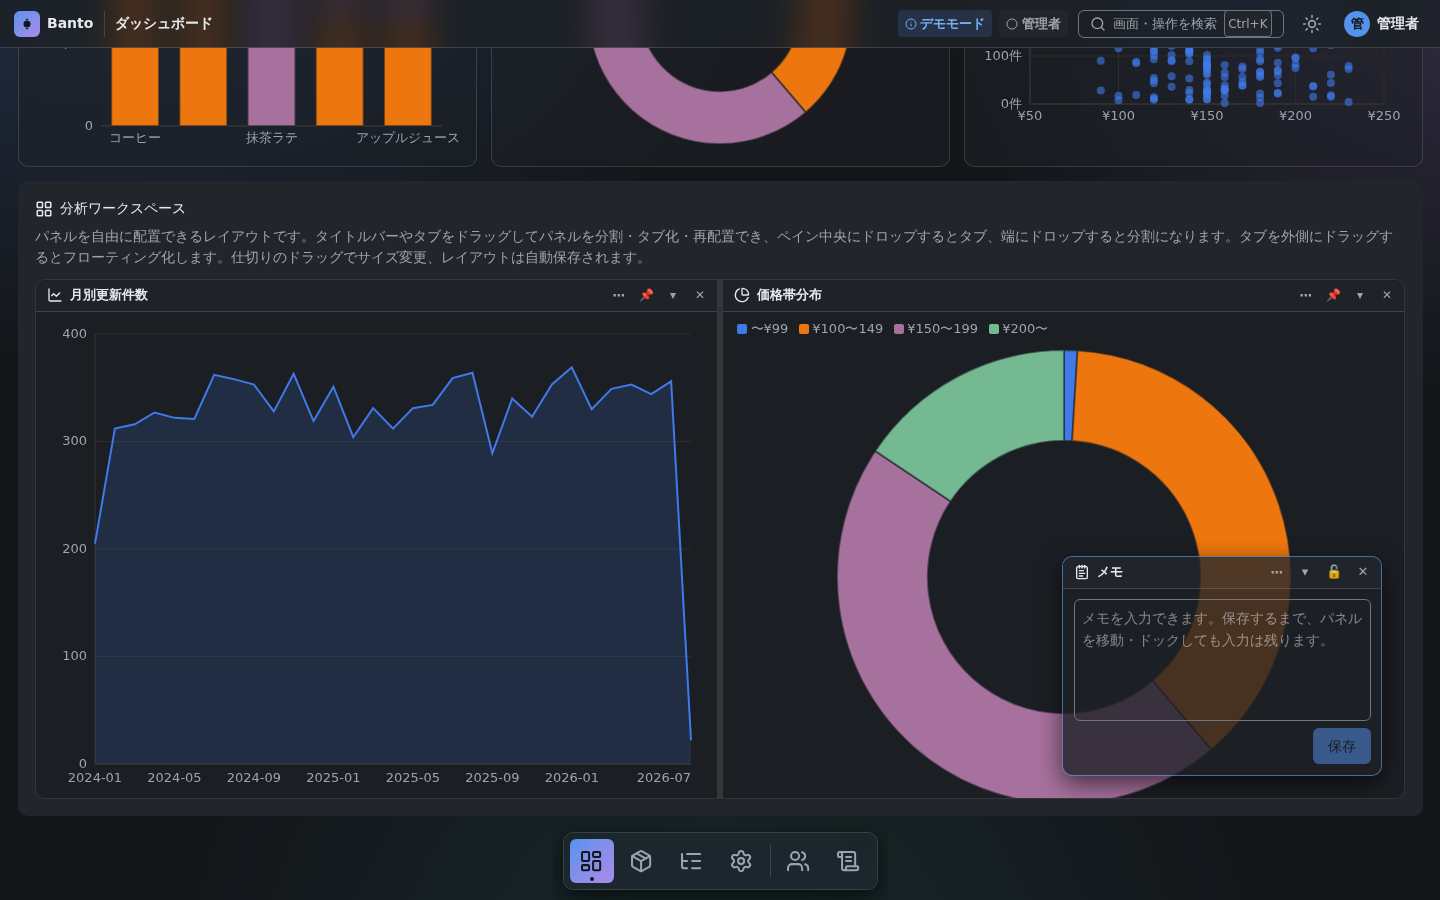 Banto
ダッシュボード
デモモード
管理者
画面・操作を検索
Ctrl+K
管
管理者
0
コーヒー
抹茶ラテ
アップルジュース
100件
0件
¥50
¥100
¥150
¥200
¥250
分析ワークスペース
パネルを自由に配置できるレイアウトです。タイトルバーやタブをドラッグしてパネルを分割・タブ化・再配置でき、ペイン中央にドロップするとタブ、端にドロップすると分割になります。タブを外側にドラッグす
るとフローティング化します。仕切りのドラッグでサイズ変更、レイアウトは自動保存されます。
月別更新件数
400
300
200
100
0
2024-01
2024-05
2024-09
2025-01
2025-05
2025-09
2026-01
2026-07
価格帯分布
〜¥99
¥100〜149
¥150〜199
¥200〜
メモ
メモを入力できます。保存するまで、パネル
を移動・ドックしても入力は残ります。
保存